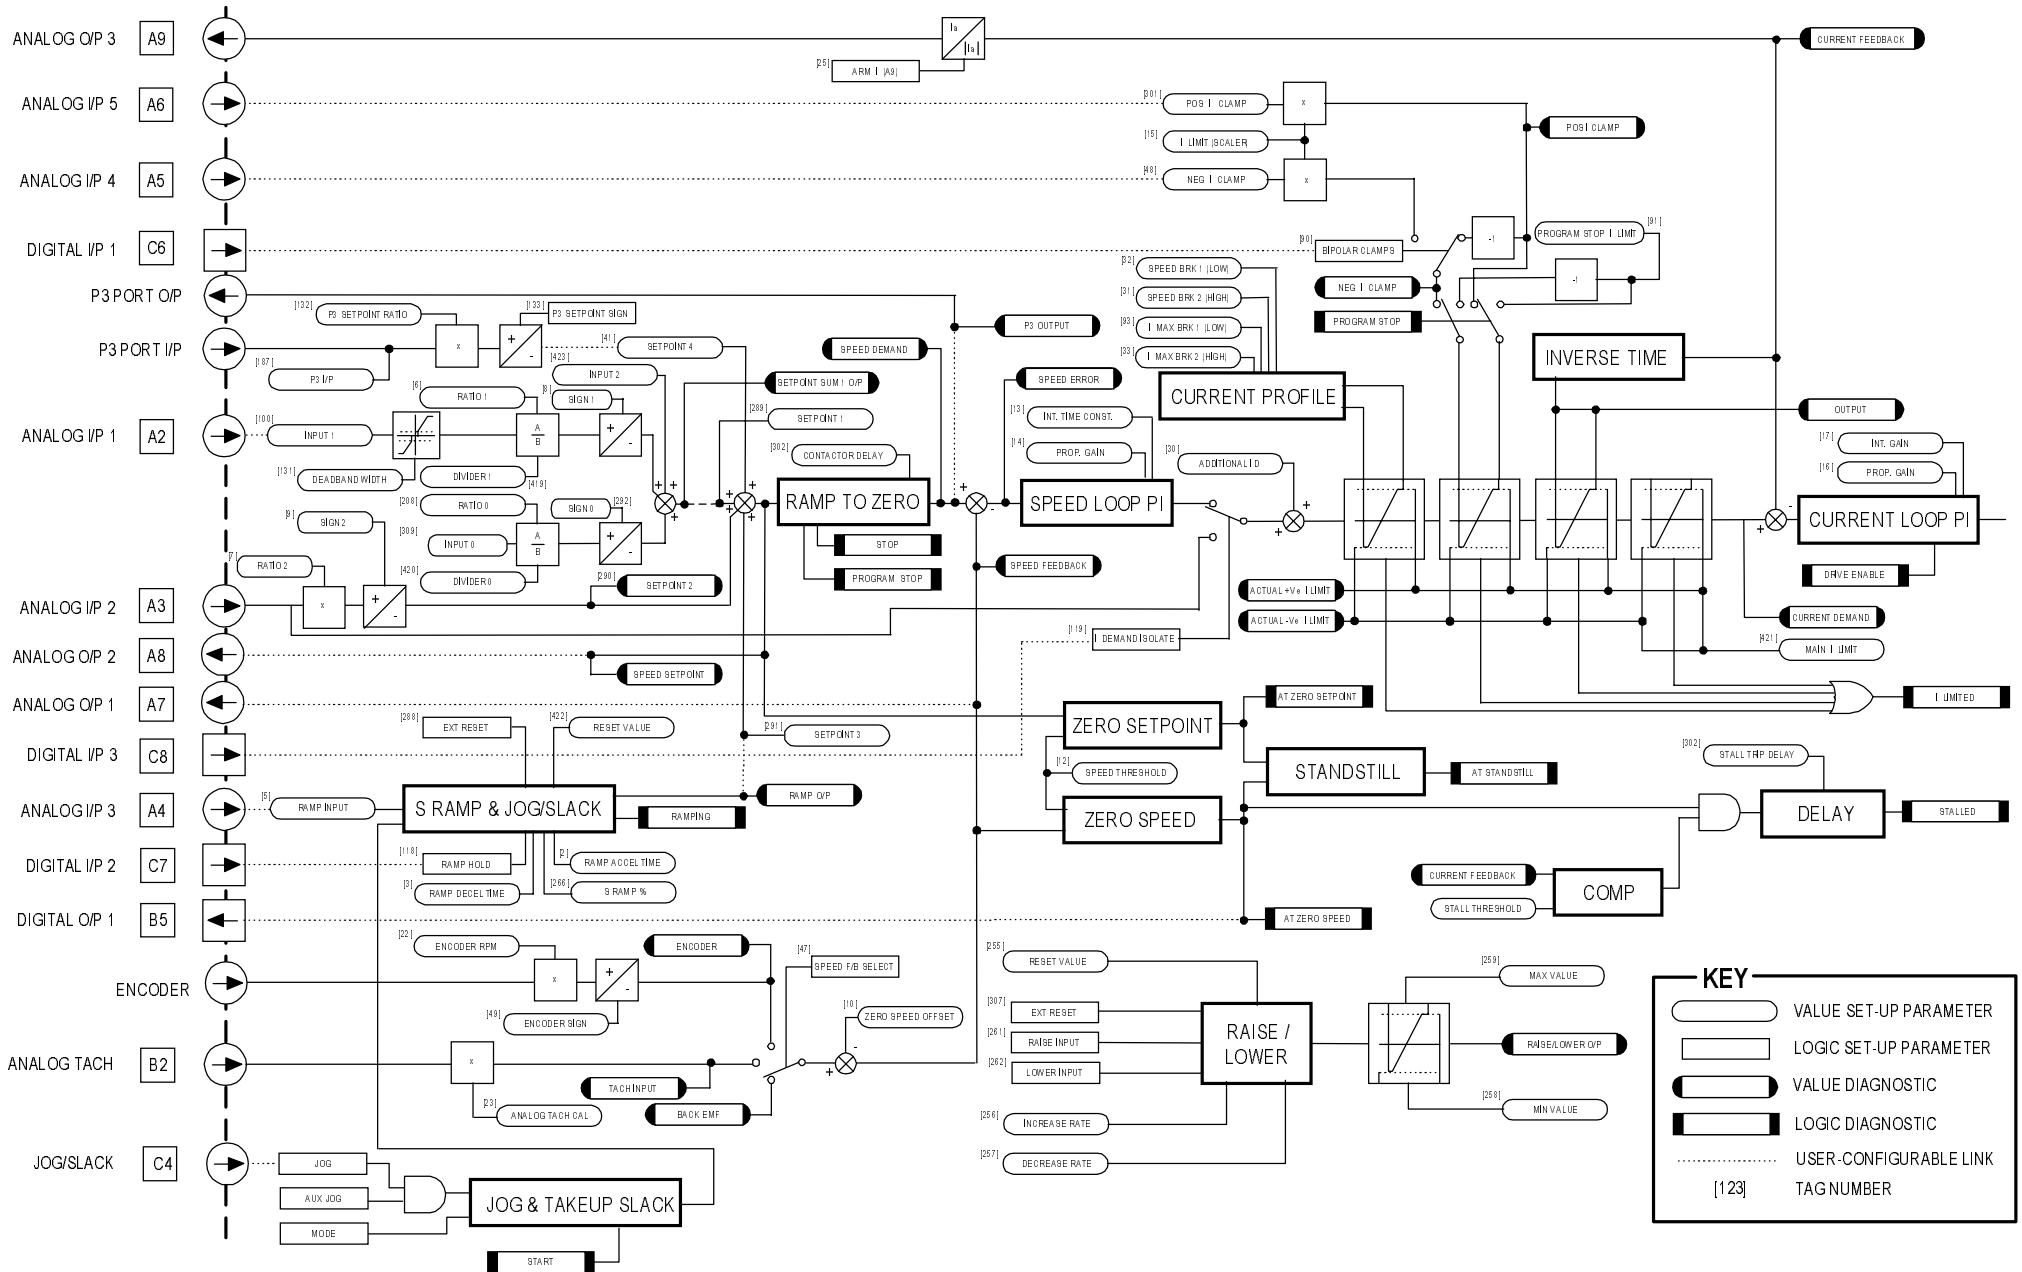 ANALOG O/P 3 A9
Ia
|Ia|
CURRENT FEEDBACK
[25] ARM I (A9)
ANALOG I/P 5 A6
[301] POS I CLAMP
x
[15] I LIMIT (SCALER)
POS I CLAMP
ANALOG I/P 4 A5
[48] NEG I CLAMP
x
DIGITAL I/P 1 C6
[90] BIPOLAR CLAMPS
-1
[91] PROGRAM STOP I LIMIT
-1
P3 PORT O/P
[32] SPEED BRK 1 (LOW)
[31] SPEED BRK 2 (HIGH)
[93] I MAX BRK 1 (LOW)
[33] I MAX BRK 2 (HIGH)
NEG I CLAMP
PROGRAM STOP
[132] P3 SETPOINT RATIO
[133] P3 SETPOINT SIGN
P3 OUTPUT
P3 PORT I/P
x
+ -
[41] SETPOINT 4
SPEED DEMAND
INVERSE TIME
[187] P3 I/P
[423] INPUT 2
SETPOINT SUM 1 O/P
SPEED ERROR
CURRENT PROFILE
[6] RATIO 1
[8] SIGN 1
[289] SETPOINT 1
[13] INT. TIME CONST.
OUTPUT
ANALOG I/P 1 A2
[100] INPUT 1
A
B
+ -
[302] CONTACTOR DELAY
[14] PROP. GAIN
[30] ADDITIONAL D
[17] INT. GAIN
[16] PROP. GAIN
[131] DEADBAND WIDTH
DIVIDER 1 [419]
RAMP TO ZERO
SPEED LOOP PI
CURRENT LOOP PI
[208] RATIO 0
SIGN 0 [292]
[9] SIGN 2
[309] INPUT 0
A
B
+ -
STOP
PROGRAM STOP
SPEED FEEDBACK
DRIVE ENABLE
[7] RATIO 2
[420] DIVIDER 0
[290] SETPOINT 2
ACTUAL +Ve I LIMIT
ANALOG I/P 2 A3
x
+ -
ACTUAL -Ve I LIMIT
CURRENT DEMAND
[119] I DEMAND ISOLATE
[421] MAIN I LIMIT
ANALOG O/P 2 A8
SPEED SETPOINT
ANALOG O/P 1 A7
AT ZERO SETPOINT
I LIMITED
[288] EXT RESET
[422] RESET VALUE
[291] SETPOINT 3
ZERO SETPOINT
DIGITAL I/P 3 C8
[12] SPEED THRESHOLD
STANDSTILL
AT STANDSTILL
[302] STALL TRIP DELAY
ANALOG I/P 3 A4
[5] RAMP INPUT
S RAMP & JOG/SLACK
RAMP O/P
RAMPING
ZERO SPEED
DELAY
STALLED
DIGITAL I/P 2 C7
[118] RAMP HOLD
[2] RAMP ACCEL TIME
[3] RAMP DECEL TIME
[266] S RAMP %
CURRENT FEEDBACK
COMP
STALL THRESHOLD
DIGITAL O/P 1 B5
AT ZERO SPEED
[22] ENCODER RPM
ENCODER
[47] SPEED F/B SELECT
[255] RESET VALUE
[259] MAX VALUE
ENCODER
x
+ -
[49] ENCODER SIGN
[10] ZERO SPEED OFFSET
[307] EXT RESET
[261] RAISE INPUT
[262] LOWER INPUT
RAISE /
LOWER
RAISE/LOWER O/P
ANALOG TACH B2
x
TACH INPUT
BACK EMF
[23] ANALOG TACH CAL
[256] INCREASE RATE
[258] MIN VALUE
[257] DECREASE RATE
JOG/SLACK C4
JOG
AUX JOG
MODE
JOG & TAKEUP SLACK
START
KEY
VALUE SET-UP PARAMETER
LOGIC SET-UP PARAMETER
VALUE DIAGNOSTIC
LOGIC DIAGNOSTIC
USER-CONFIGURABLE LINK
[123] TAG NUMBER